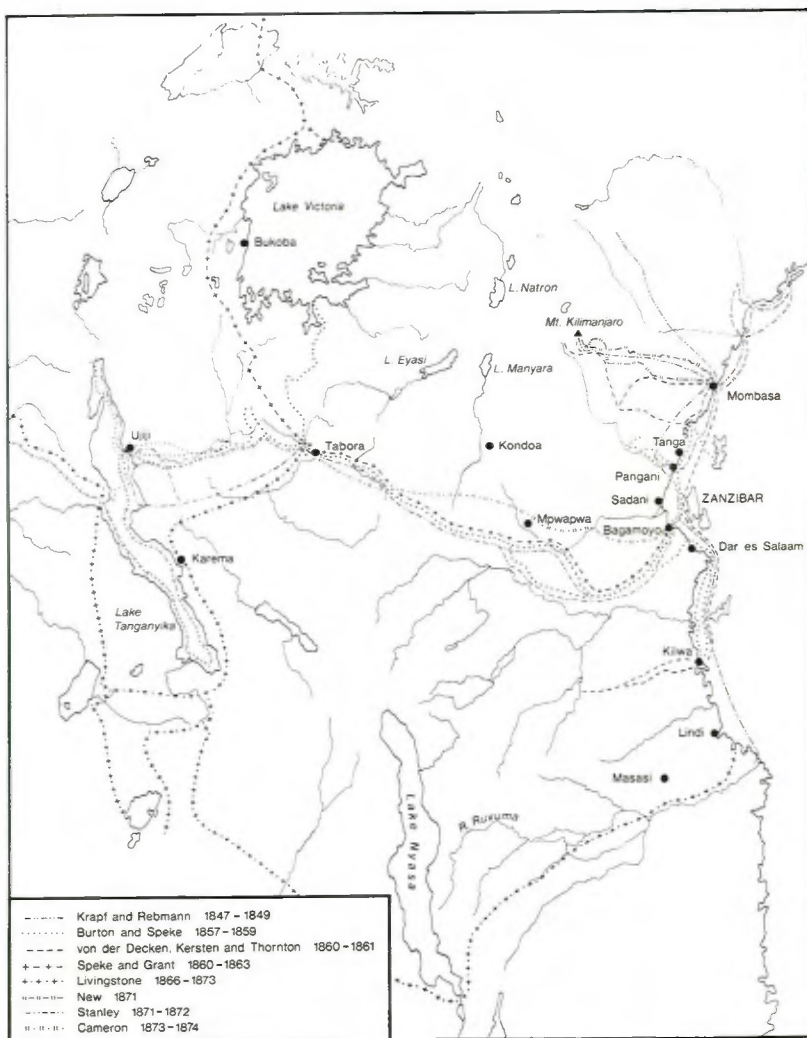 Lake Victoria
Bukoba
L. Natron
Mt. Kilimanjaro
L. Eyasi
L. Manyara
Mombasa
Ujiji
Tabora
Kondoa
Tanga
Pangani
Sadani
ZANZIBAR
Mpwapwa
Bagamoyo
Dar es Salaam
Karema
Lake
Tanganyika
Kilwa
Lindi
Masasi
Lake Nyasa
R. Ruvuma
Krapf and Rebmann 1847-1849
Burton and Speke 1857-1859
von der Decken, Kersten and Thornton 1860-1861
Speke and Grant 1860-1863
Livingstone 1866-1873
New 1871
Stanley 1871-1872
Cameron 1873-1874